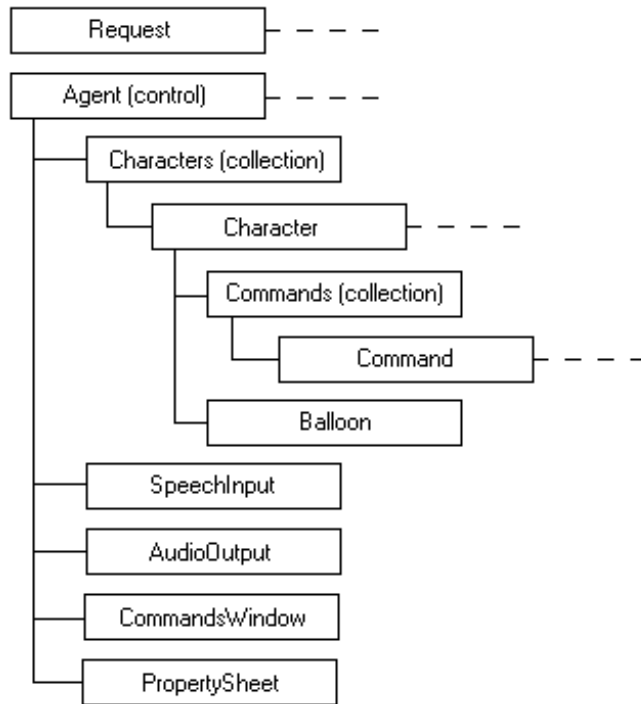 Request
Agent (control)
Characters (collection)
Character
Commands (collection)
Command
Balloon
SpeechInput
AudioOutput
CommandsWindow
PropertySheet